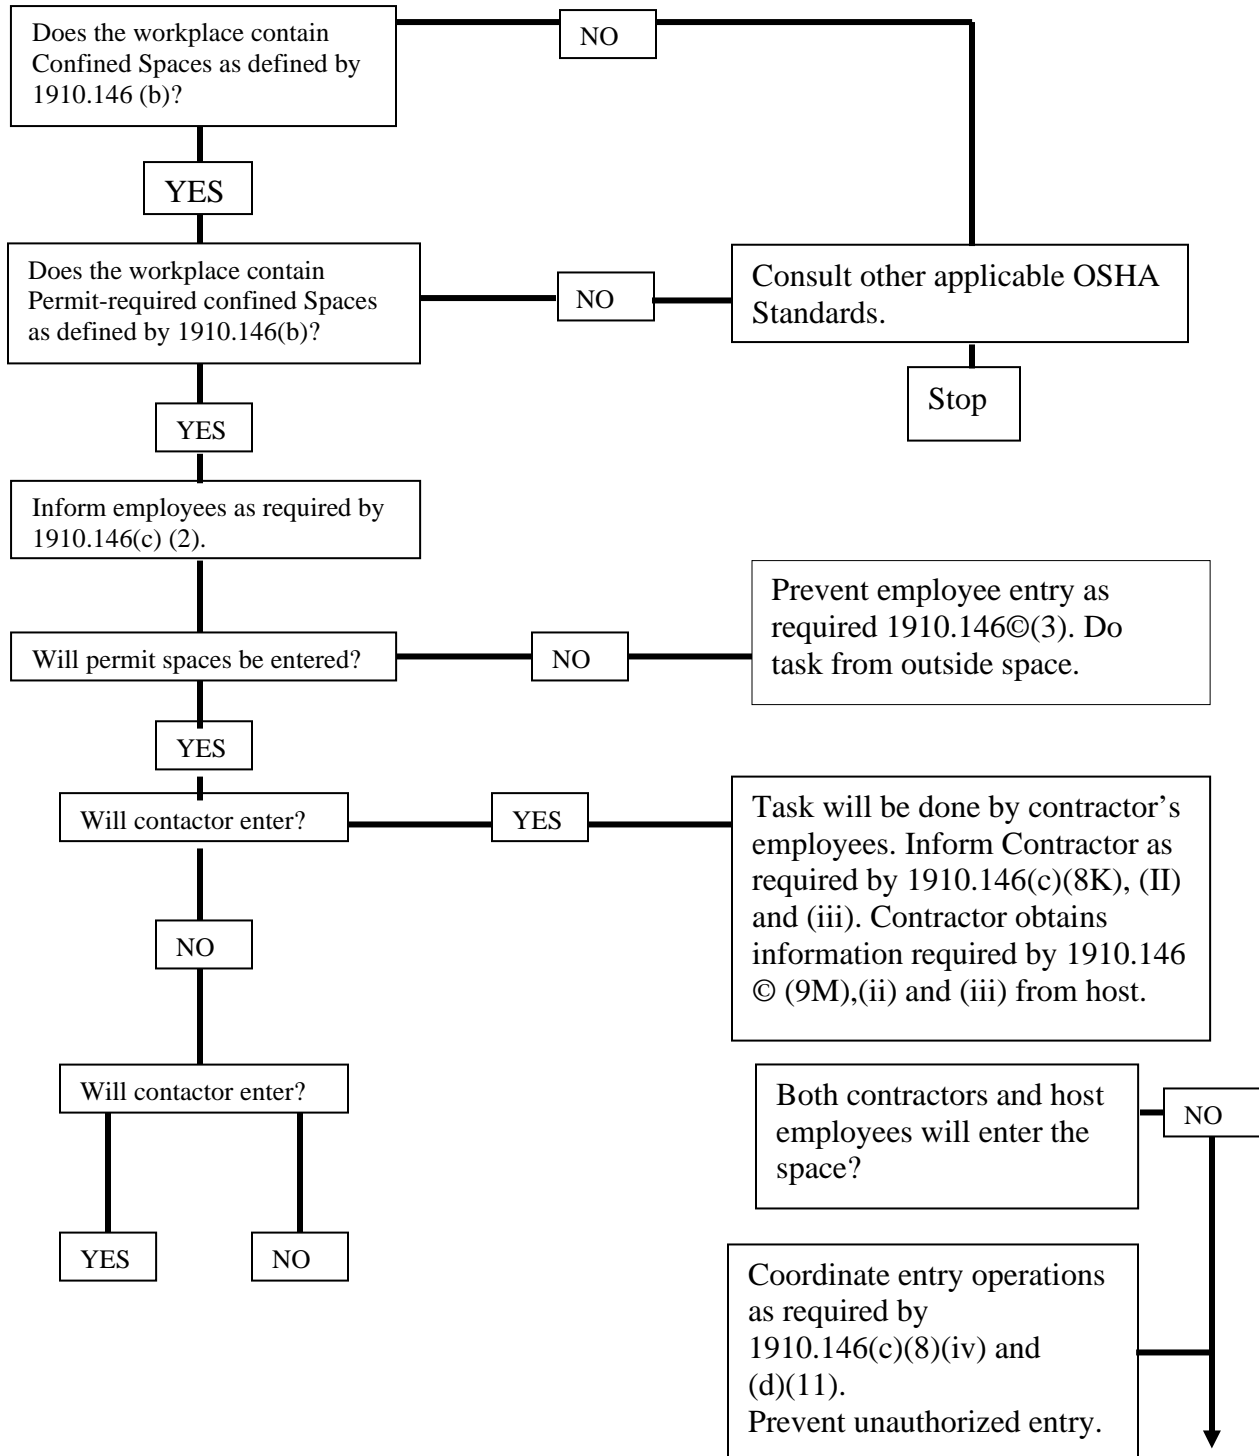 Does the workplace contain
Confined Spaces as defined by
1910.146 (b)?
NO
YES
Does the workplace contain
Permit-required confined Spaces
as defined by 1910.146(b)?
NO
Consult other applicable OSHA
Standards.
Stop
YES
Inform employees as required by
1910.146(c) (2).
Will permit spaces be entered?
NO
Prevent employee entry as
required 1910.146©(3). Do
task from outside space.
YES
Will contactor enter?
YES
Task will be done by contractor’s
employees. Inform Contractor as
required by 1910.146(c)(8K), (II)
and (iii). Contractor obtains
information required by 1910.146
© (9M),(ii) and (iii) from host.
NO
Will contactor enter?
YES
NO
Both contractors and host
employees will enter the
space?
NO
Coordinate entry operations
as required by
1910.146(c)(8)(iv) and
(d)(11).
Prevent unauthorized entry.